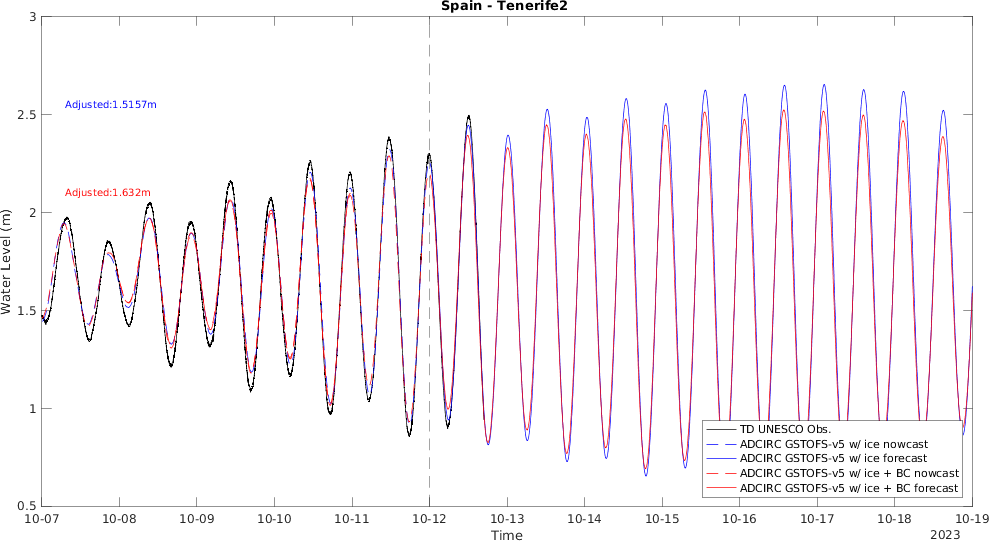 Spain - Tenerife2
3
2.5
2
1.5
1
0.5
Water Level (m)
Adjusted:1.5157m
Adjusted:1.632m
TD UNESCO Obs.
ADCIRC GSTOFS-v5 w/ ice nowcast
ADCIRC GSTOFS-v5 w/ ice forecast
ADCIRC GSTOFS-v5 w/ ice + BC nowcast
ADCIRC GSTOFS-v5 w/ ice + BC forecast
10-07 10-08 10-09 10-10 10-11 10-12 10-13 10-14 10-15 10-16 10-17 10-18 10-19
Time
2023